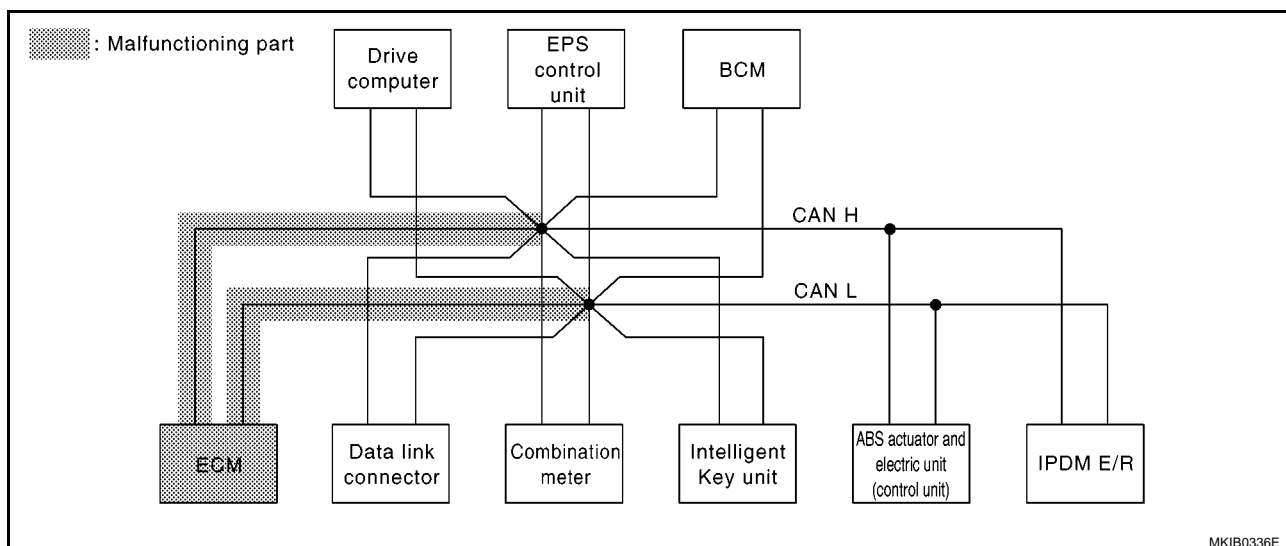 : Malfunctioning part
Drive
computer
EPS
control
unit
BCM
CAN H
CAN L
ECM
Data link
connector
Combination
meter
Intelligent
Key unit
ABS actuator and
electric unit
(control unit)
IPDM E/R
MKIB0336E